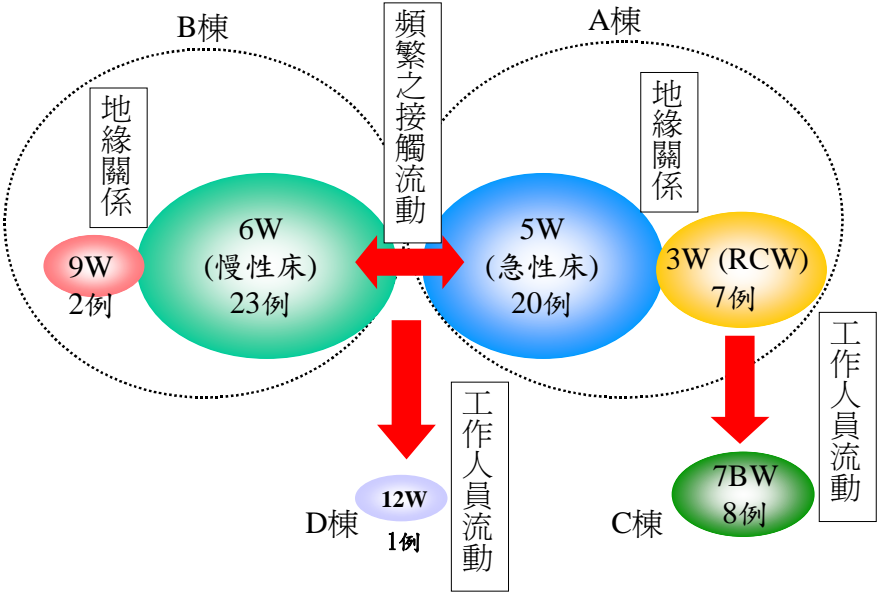 B棟
A棟
頻繁之接觸流動
地緣關係
地緣關係
6W
(慢性床)
23例
5W
(急性床)
20例
9W
2例
3W (RCW)
7例
工作人員流動
工作人員流動
12W
1例
D棟
7BW
8例
C棟